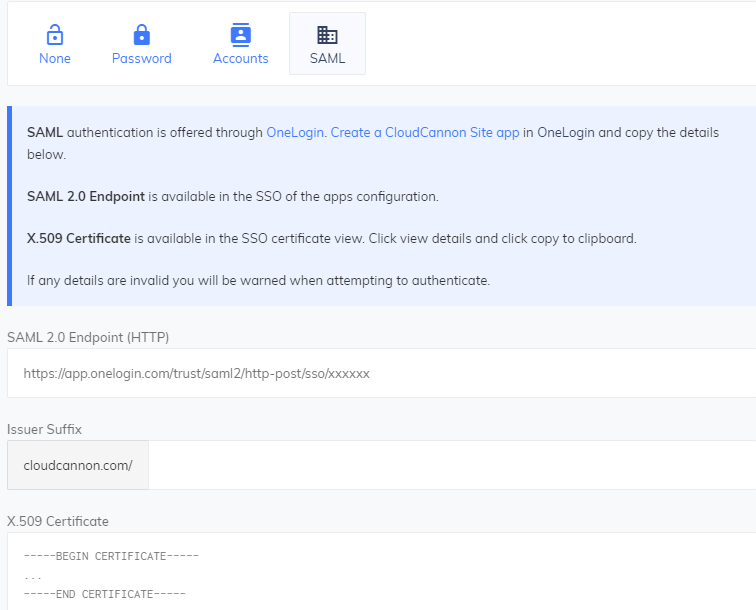 None Password Accounts SAML
SAML authentication is offered through OneLogin. Create a CloudCannon Site app in OneLogin and copy the details
below.
SAML 2.0 Endpoint is available in the SSO of the apps configuration.
X.509 Certificate is available in the SSO certificate view. Click view details and click copy to clipboard.
If any details are invalid you will be warned when attempting to authenticate.
SAML 2.0 Endpoint (HTTP)
https://app.onelogin.com/trust/saml2/http-post/sso/xxxxxx
Issuer Suffix
cloudcannon.com/
X.509 Certificate
-----BEGIN CERTIFICATE-----
...
-----END CERTIFICATE-----